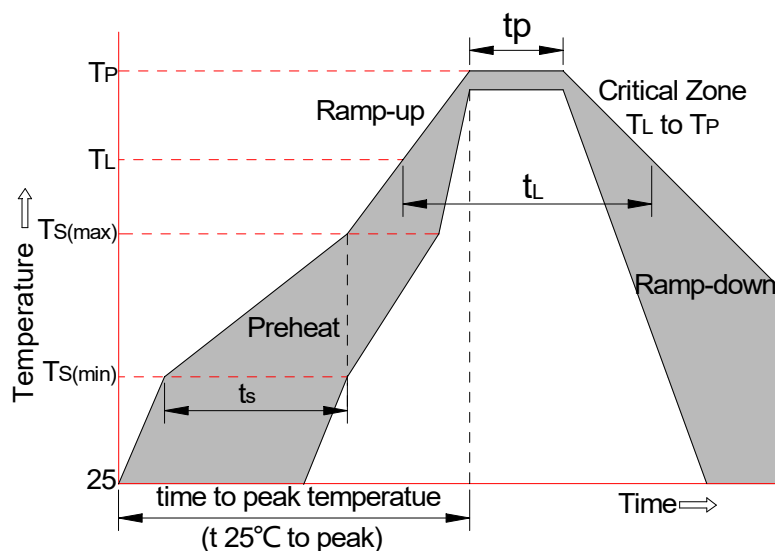 tp
TP
Critical Zone
TL to TP
Ramp-up
TL
tL
TS(max)
Temperature
Ramp-down
Preheat
TS(min)
ts
25
time to peak temperatue
Time
(t 25℃ to peak)